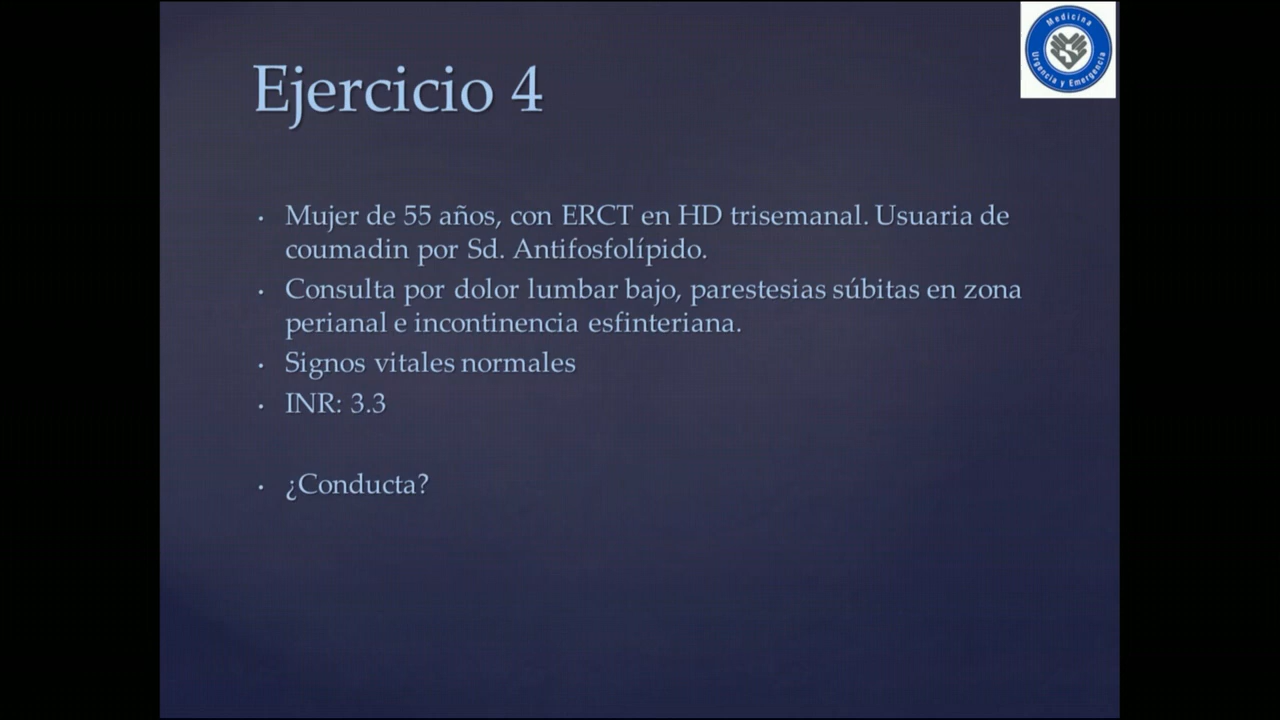 Medicina
Urgencia y Emergencia
Ejercicio 4
• Mujer de 55 años, con ERCT en HD trisemanal. Usuaria de
coumadin por Sd. Antifosfolípido.
• Consulta por dolor lumbar bajo, parestesias súbitas en zona
perianal e incontinencia esfinteriana.
• Signos vitales normales
• INR: 3.3
• ¿Conducta?